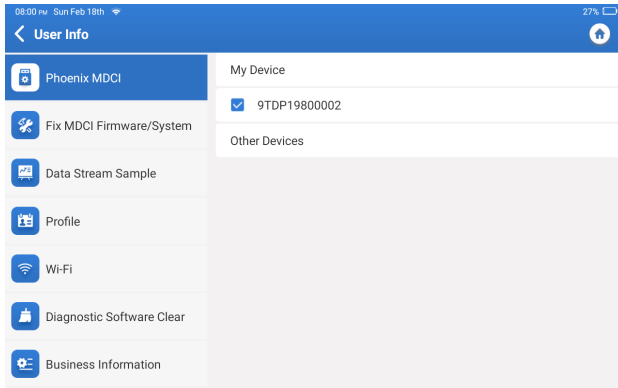 08:00 PM Sun Feb 18th
27%
User Info
Phoenix MDCI
Fix MDCI Firmware/System
Data Stream Sample
Profile
Wi-Fi
Diagnostic Software Clear
Business Information
My Device
9TDP19800002
Other Devices